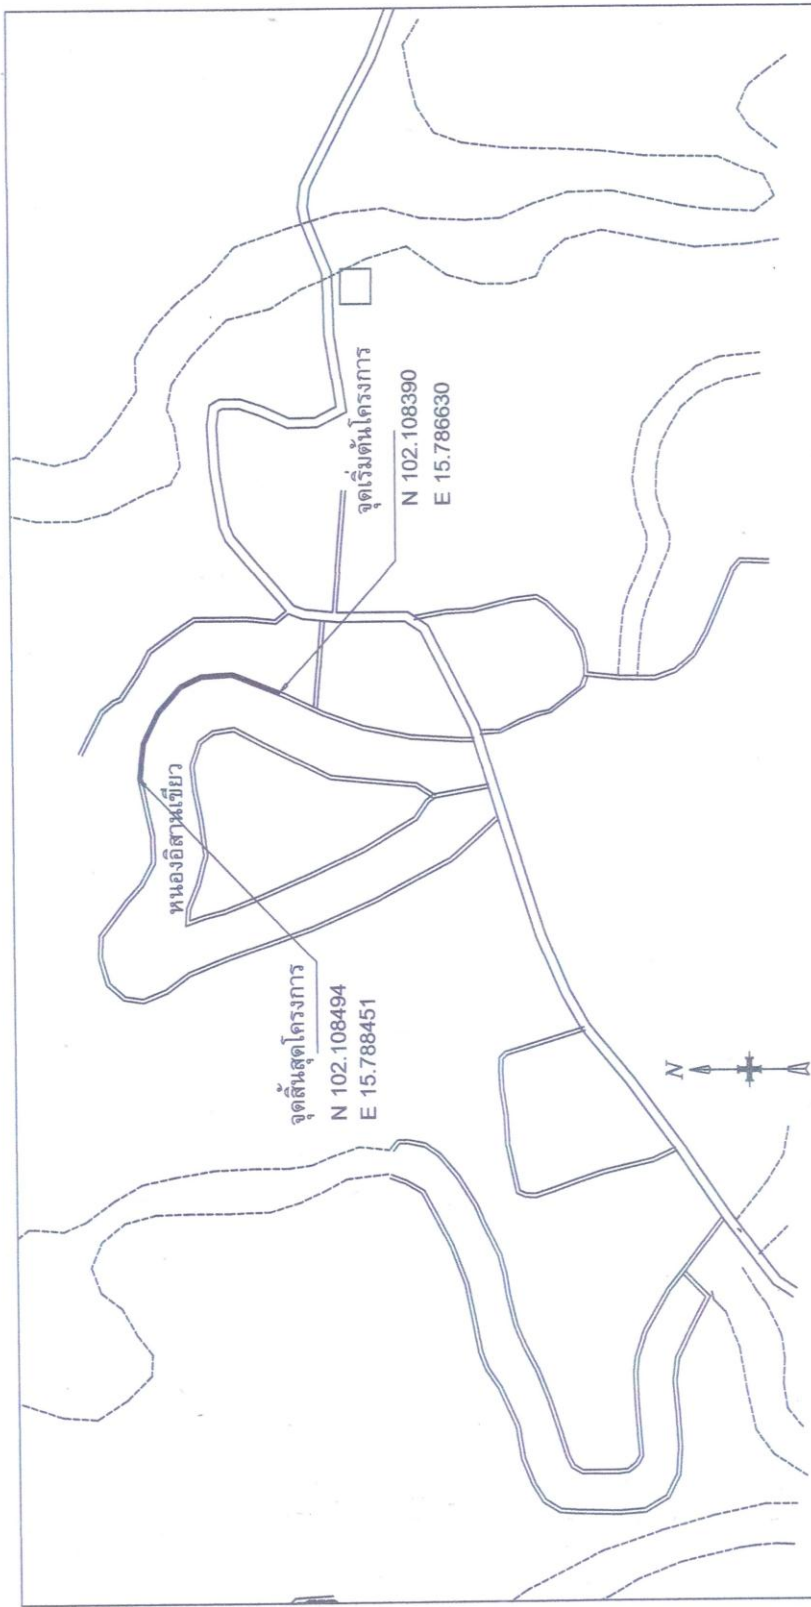 หนองอีสานเขียว
จุดสิ้นสุดโครงการ
N 102.108494
E 15.788451
จุดเริ่มต้นโครงการ
N 102.108390
E 15.786630
N